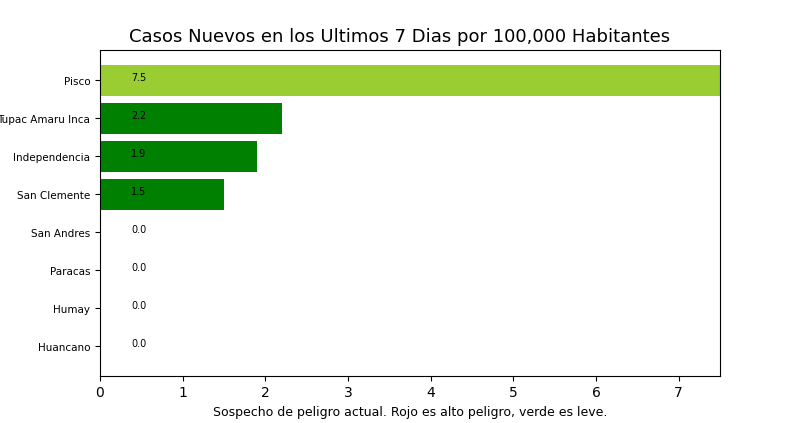 Casos Nuevos en los Ultimos 7 Dias por 100,000 Habitantes
Pisco 7.5
Tupac Amaru Inca 2.2
Independencia 1.9
San Clemente 1.5
San Andres 0.0
Paracas 0.0
Humay 0.0
Huancano 0.0
0 1 2 3 4 5 6 7
Sospecho de peligro actual. Rojo es alto peligro, verde es leve.